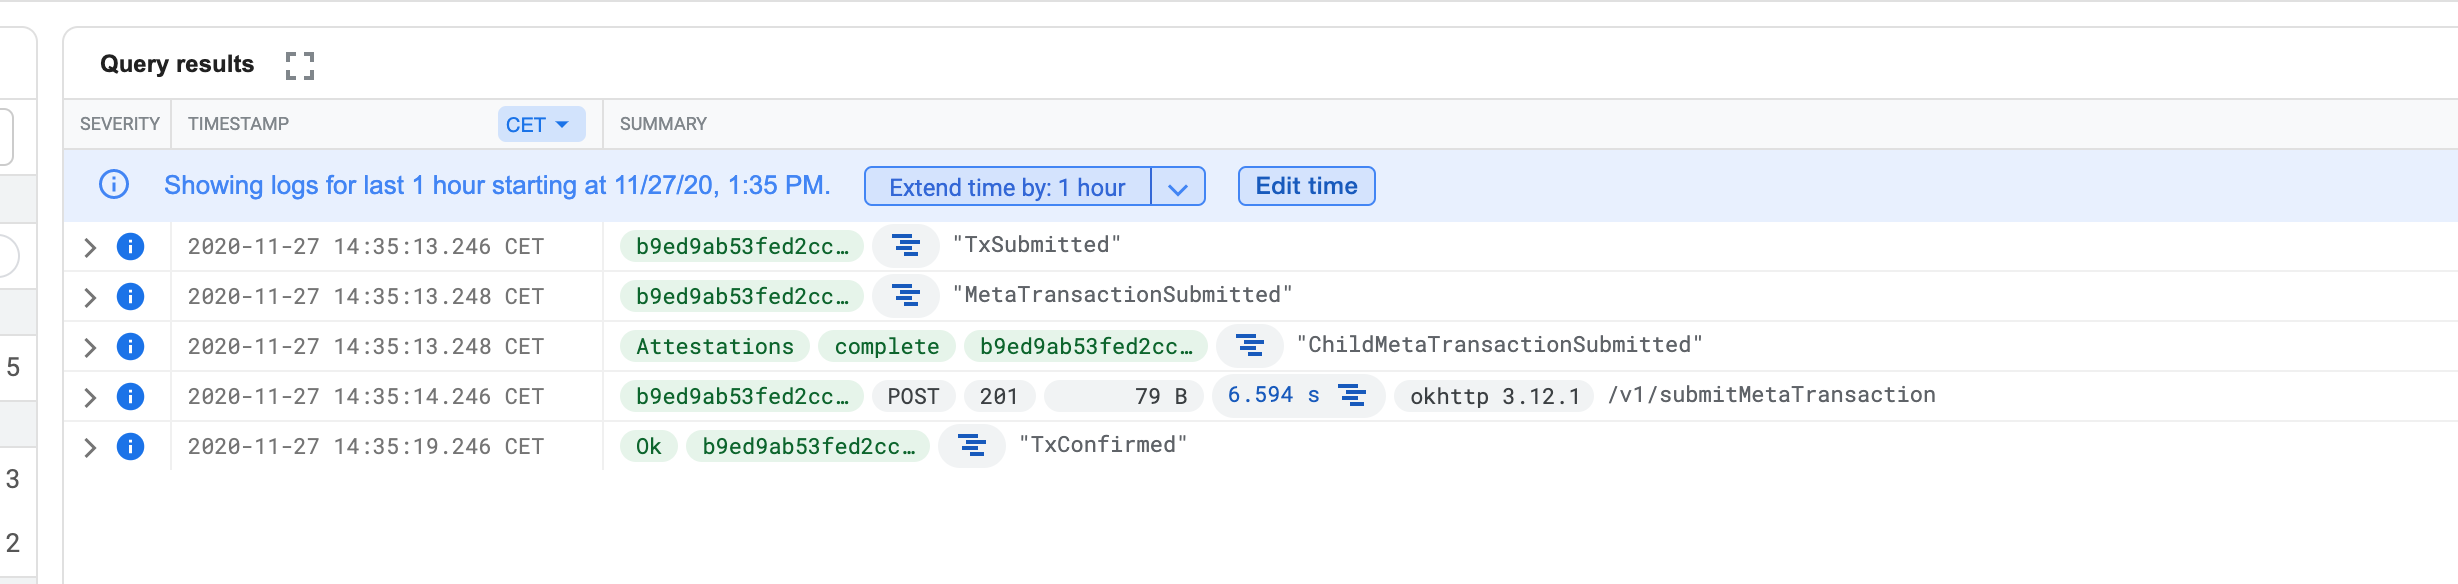 Query results
SEVERITY TIMESTAMP CET SUMMARY
Showing logs for last 1 hour starting at 11/27/20, 1:35 PM. Extend time by: 1 hour Edit time
2020-11-27 14:35:13.246 CET b9ed9ab53fed2cc… "TxSubmitted"
2020-11-27 14:35:13.248 CET b9ed9ab53fed2cc… "MetaTransactionSubmitted"
2020-11-27 14:35:13.248 CET Attestations complete b9ed9ab53fed2cc… "ChildMetaTransactionSubmitted"
5
2020-11-27 14:35:14.246 CET b9ed9ab53fed2cc… POST 201 79 B 6.594 s okhttp 3.12.1 /v1/submitMetaTransaction
2020-11-27 14:35:19.246 CET Ok b9ed9ab53fed2cc… "TxConfirmed"
3
2